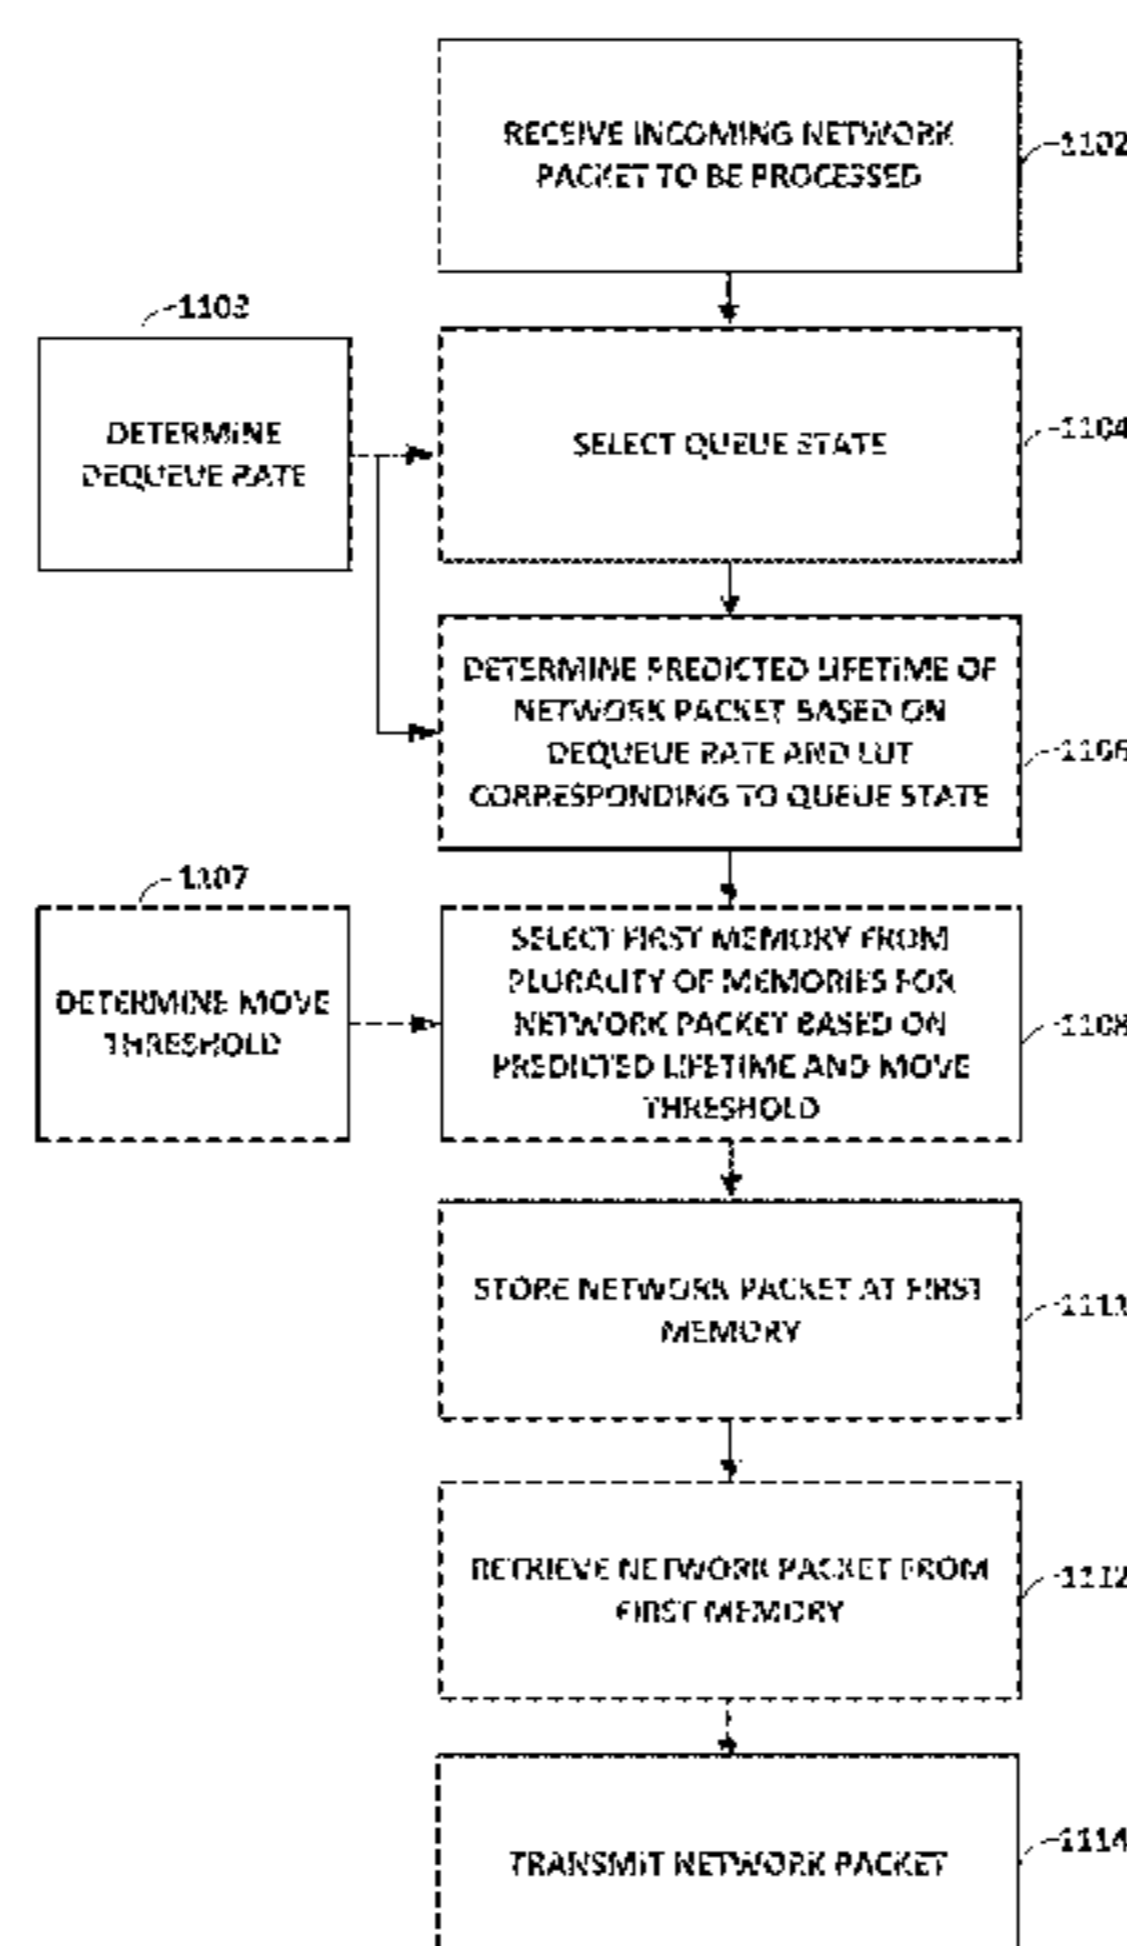 RECEIVE INCOMING NETWORK
PACKET TO BE PROCESSED
1102
1103
DETERMINE
DEQUEUE RATE
SELECT QUEUE STATE
1104
DETERMINE PREDICTED LIFETIME OF
NETWORK PACKET BASED ON
DEQUEUE RATE AND LUT
CORRESPONDING TO QUEUE STATE
1106
1107
DETERMINE MOVE
THRESHOLD
SELECT FIRST MEMORY FROM
PLURALITY OF MEMORIES FOR
NETWORK PACKET BASED ON
PREDICTED LIFETIME AND MOVE
THRESHOLD
1108
STORE NETWORK PACKET AT FIRST
MEMORY
RETRIEVE NETWORK PACKET FROM
FIRST MEMORY
1112
TRANSMIT NETWORK PACKET
1114